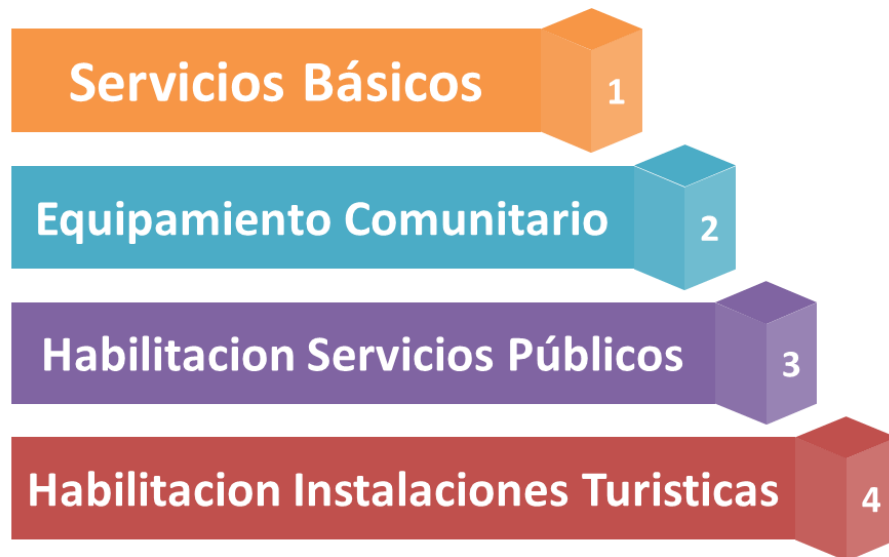 Servicios Básicos 1
Equipamiento Comunitario 2
Habilitacion Servicios Públicos 3
Habilitacion Instalaciones Turisticas 4